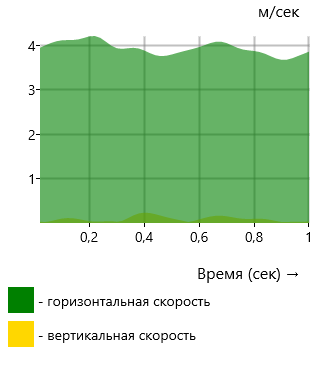 м/сек
4
3
2
1
0,2 0,4 0,6 0,8 1
Время (сек) →
- горизонтальная скорость
- вертикальная скорость